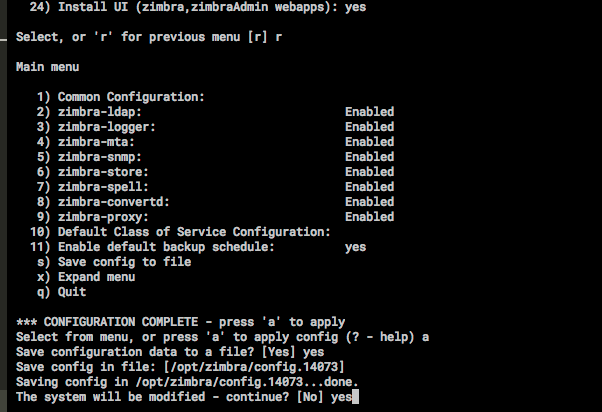 24) Install UI (zimbra,zimbraAdmin webapps): yes
Select, or 'r' for previous menu [r] r
Main menu
1) Common Configuration:
2) zimbra-ldap: Enabled
3) zimbra-logger: Enabled
4) zimbra-mta: Enabled
5) zimbra-snmp: Enabled
6) zimbra-store: Enabled
7) zimbra-spell: Enabled
8) zimbra-convertd: Enabled
9) zimbra-proxy: Enabled
10) Default Class of Service Configuration:
11) Enable default backup schedule: yes
s) Save config to file
x) Expand menu
q) Quit
*** CONFIGURATION COMPLETE - press 'a' to apply
Select from menu, or press 'a' to apply config (? - help) a
Save configuration data to a file? [Yes] yes
Save config in file: [/opt/zimbra/config.14073]
Saving config in /opt/zimbra/config.14073...done.
The system will be modified - continue? [No] yes